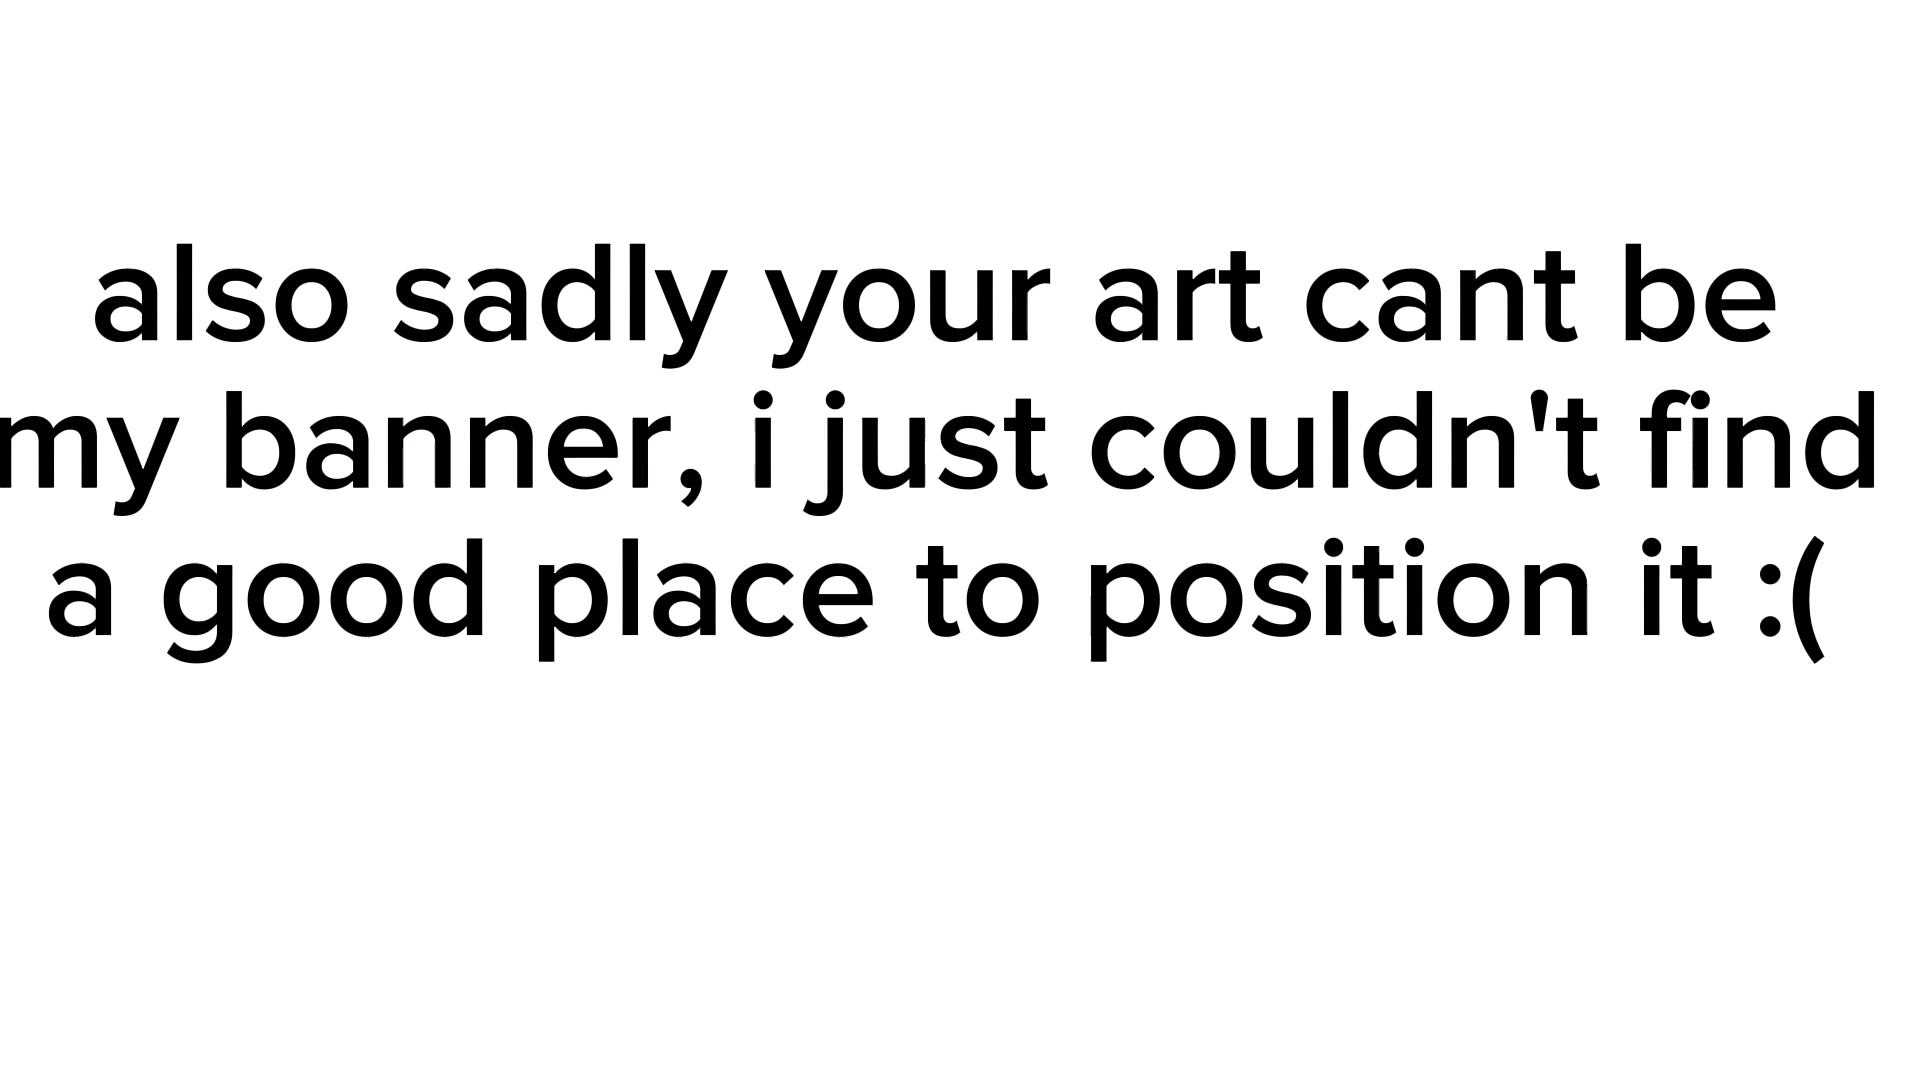 also sadly your art cant be
my banner, i just couldn't find
a good place to position it :(